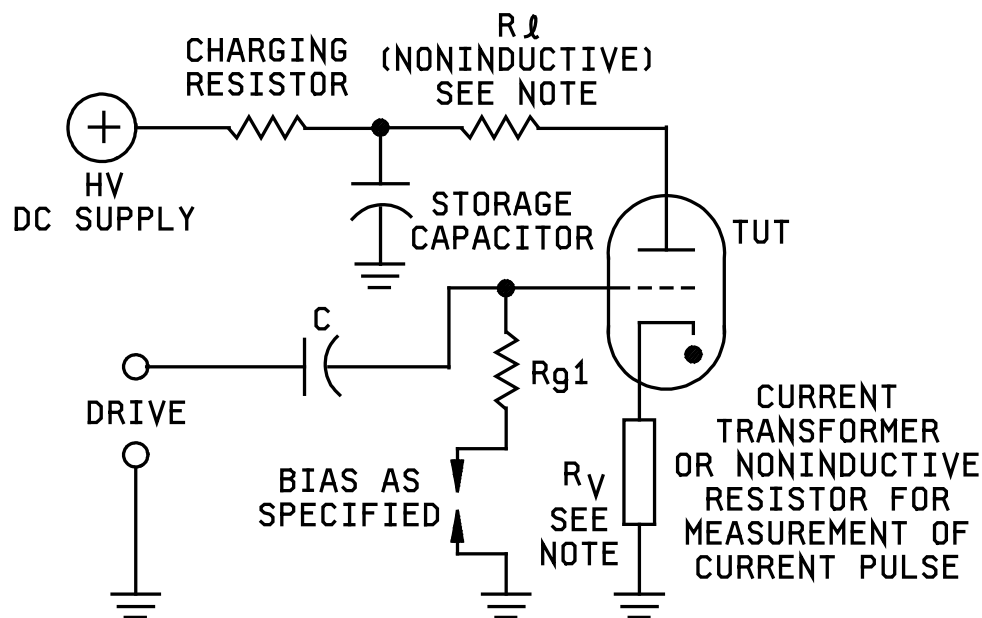 Rℓ
(NONINDUCTIVE)
SEE NOTE
CHARGING
RESISTOR
+
HV
DC SUPPLY
STORAGE
CAPACITOR
TUT
C
Rg1
DRIVE
BIAS AS
SPECIFIED
RV
SEE
NOTE
CURRENT
TRANSFORMER
OR NONINDUCTIVE
RESISTOR FOR
MEASUREMENT OF
CURRENT PULSE